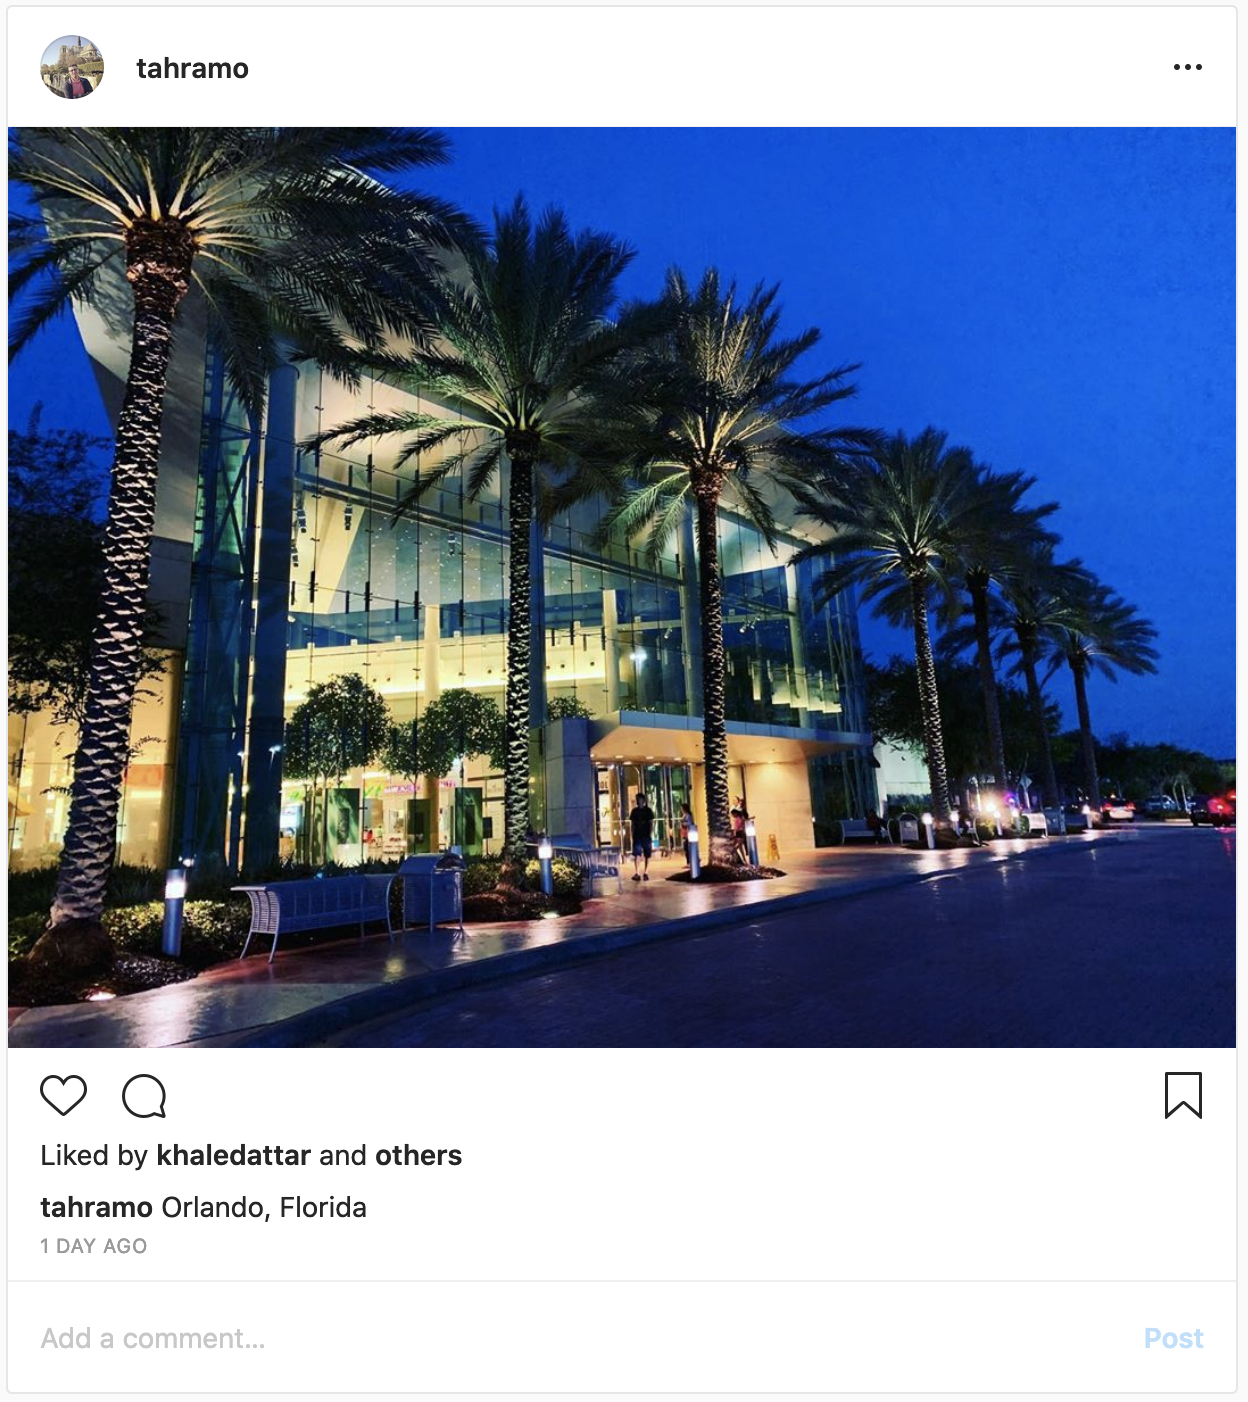 tahramo
Liked by khaledattar and others
tahramo Orlando, Florida
1 DAY AGO
Add a comment...
Post